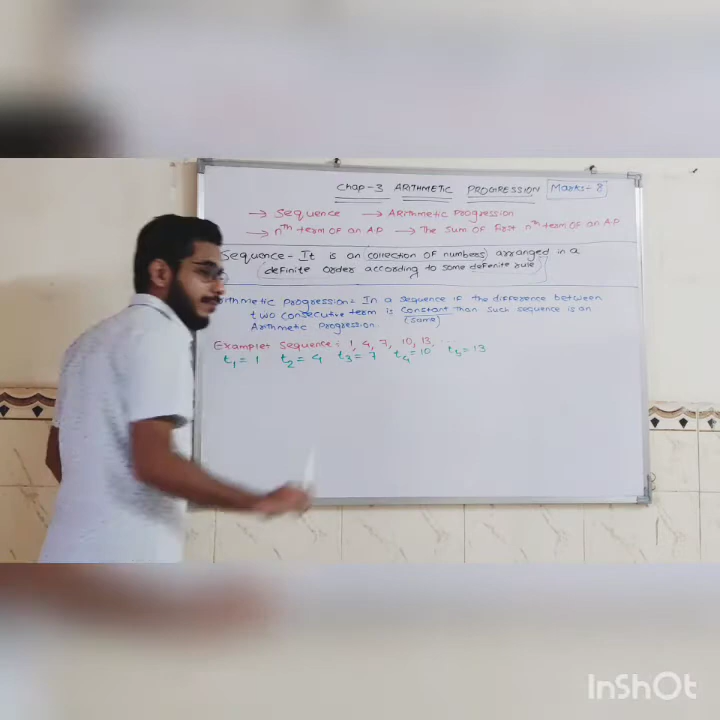 Chap-3 ARITHMETIC PROGRESSION Marks- 8
→ Sequence → Arithmetic Progression
→ nth term of an AP → The Sum of First nth term of an AP
Sequence - It is an collection of numbers arranged in a
definite order according to some defenite rule
ithmetic progression = In a sequence if the difference between
two consecutive term is constant than such sequence is an
(same)
Arithmetic Progression.
Example: Sequence: 1, 4, 7, 10, 13, ...
t₁ = 1 t₂ = 4 t₃ = 7 t₄ = 10 t₅ = 13
InShOt